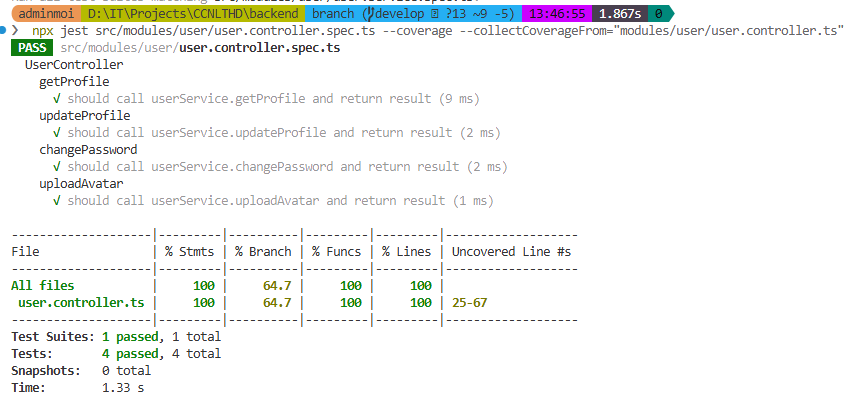 adminmoi D:\IT\Projects\CCNLTHD\backend branch (develop ?13 ~9 -5) 13:46:55 1.867s 0
❯ npx jest src/modules/user/user.controller.spec.ts --coverage --collectCoverageFrom="modules/user/user.controller.ts"
PASS src/modules/user/user.controller.spec.ts
UserController
getProfile
√ should call userService.getProfile and return result (9 ms)
updateProfile
√ should call userService.updateProfile and return result (2 ms)
changePassword
√ should call userService.changePassword and return result (2 ms)
uploadAvatar
√ should call userService.uploadAvatar and return result (1 ms)
--------------------|---------|----------|---------|---------|-------------------
File | % Stmts | % Branch | % Funcs | % Lines | Uncovered Line #s
--------------------|---------|----------|---------|---------|-------------------
All files | 100 | 64.7 | 100 | 100 |
user.controller.ts | 100 | 64.7 | 100 | 100 | 25-67
--------------------|---------|----------|---------|---------|-------------------
Test Suites: 1 passed, 1 total
Tests: 4 passed, 4 total
Snapshots: 0 total
Time: 1.33 s